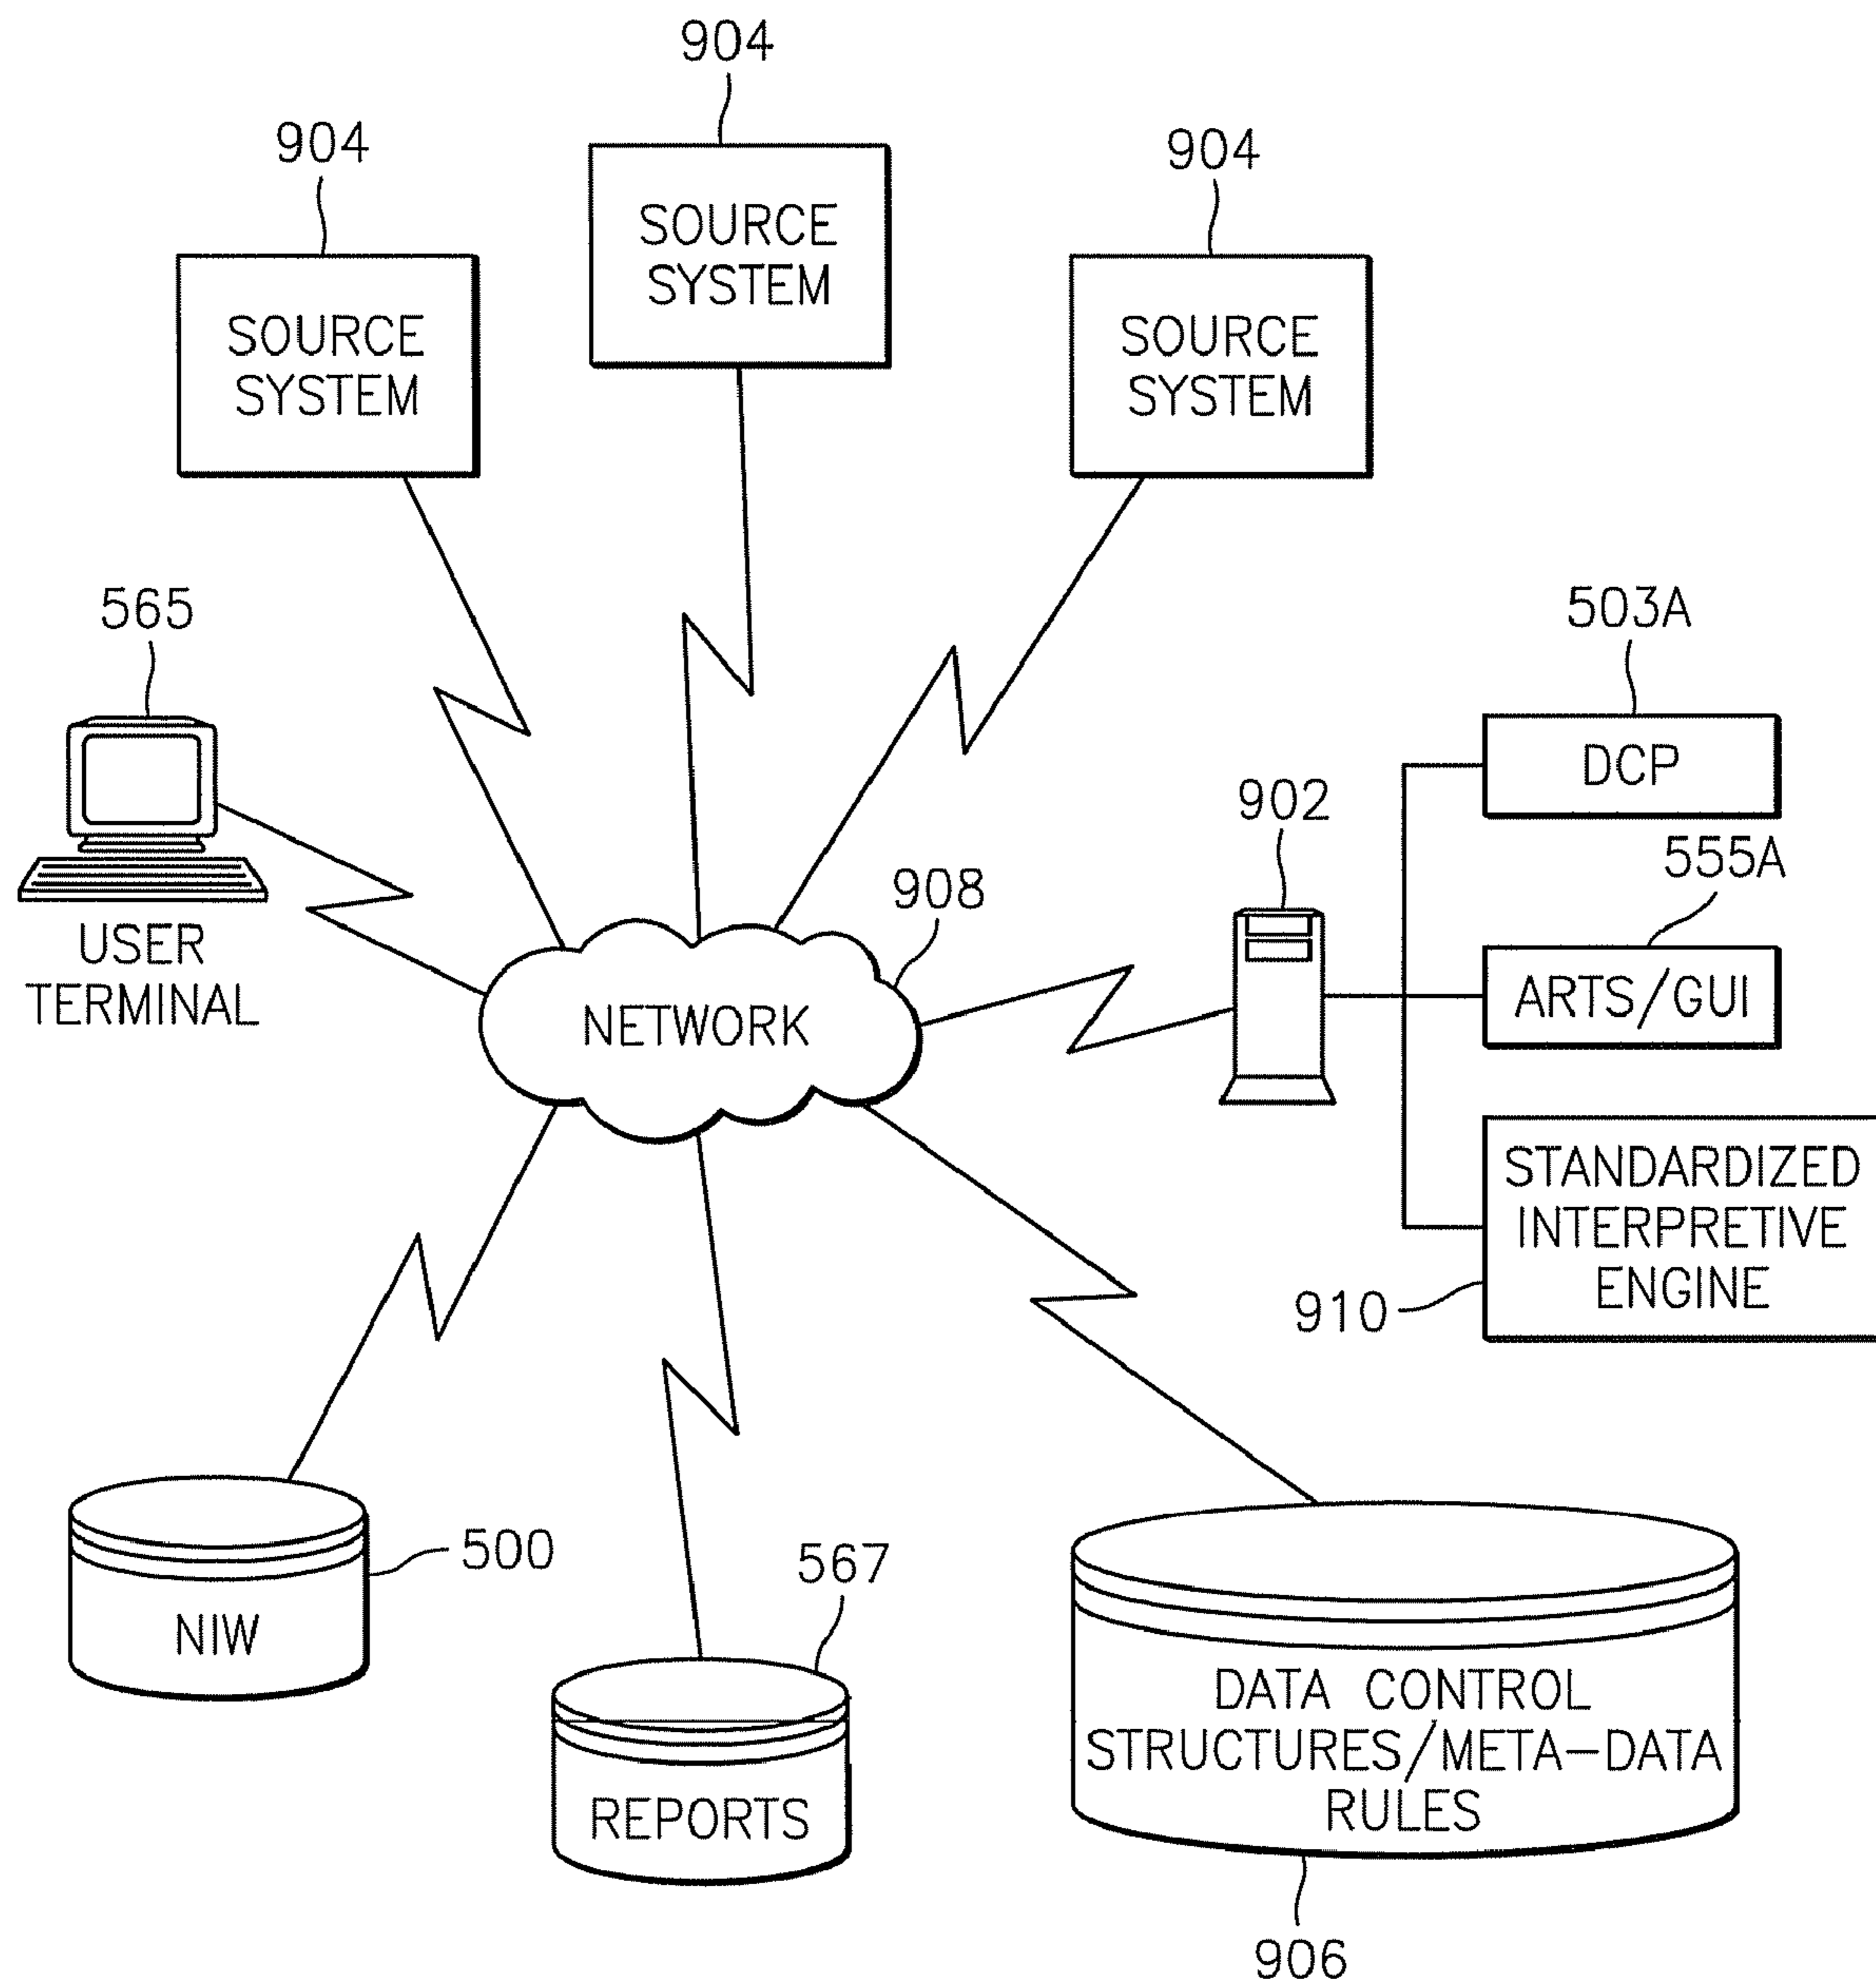 904
904
904
SOURCE
SYSTEM
SOURCE
SYSTEM
SOURCE
SYSTEM
565
USER
TERMINAL
503A
DCP
902
555A
ARTS/GUI
908
NETWORK
STANDARDIZED
INTERPRETIVE
ENGINE
910
500
NIW
567
REPORTS
DATA CONTROL
STRUCTURES/META-DATA
RULES
906